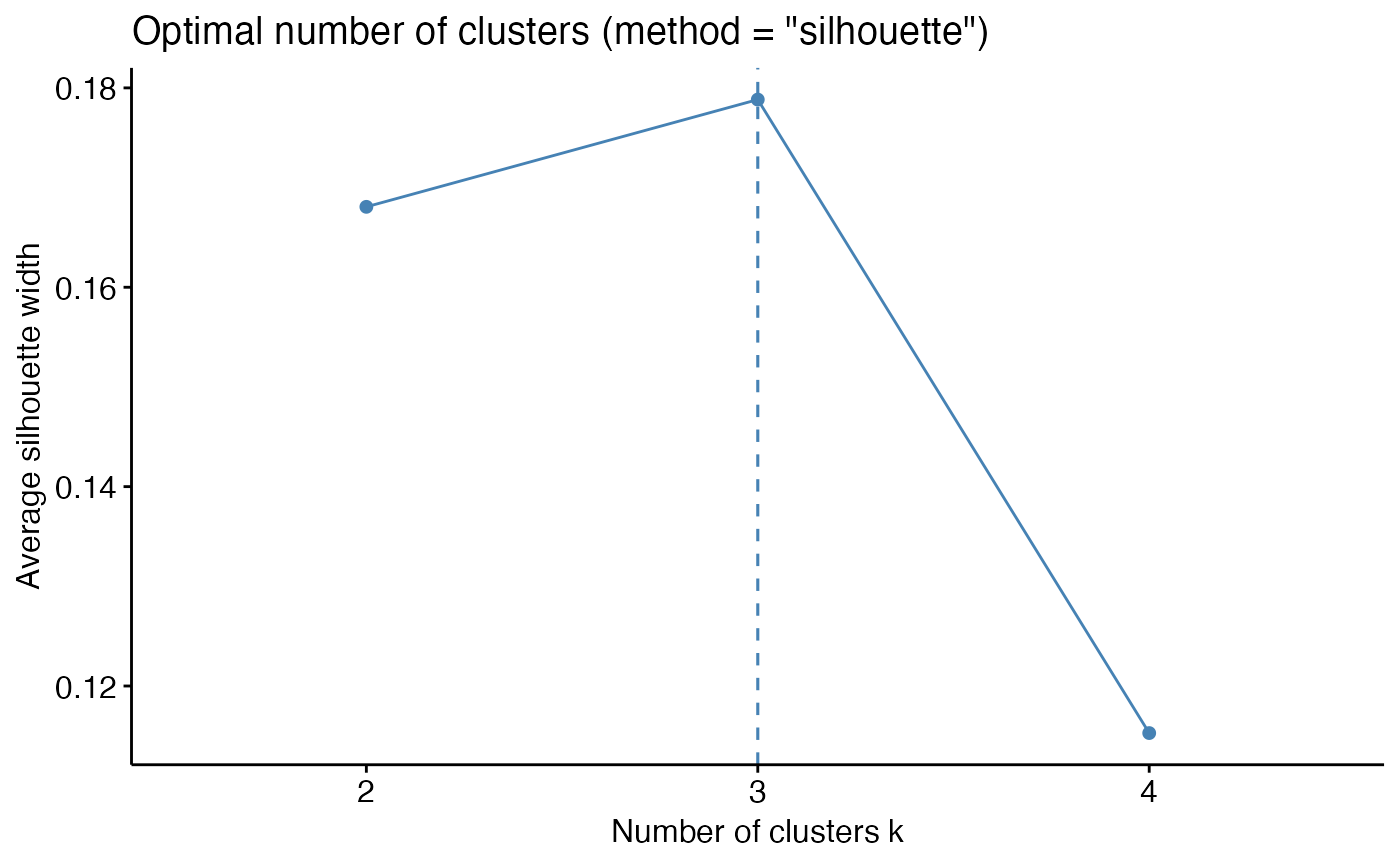 Optimal number of clusters (method = "silhouette")
Average silhouette width
0.18
0.16
0.14
0.12
2 3 4
Number of clusters k